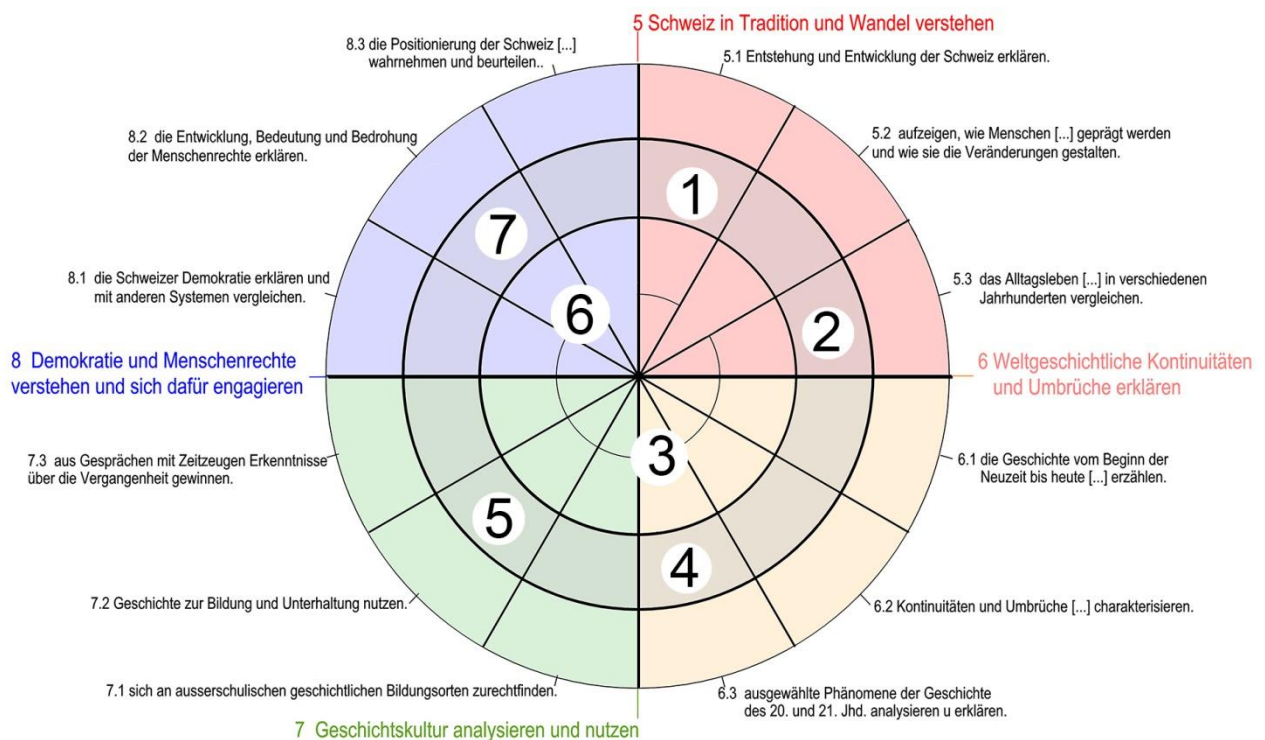 5 Schweiz in Tradition und Wandel verstehen
8.3 die Positionierung der Schweiz [...]
wahrnehmen und beurteilen..
5.1 Entstehung und Entwicklung der Schweiz erklären.
8.2 die Entwicklung, Bedeutung und Bedrohung
der Menschenrechte erklären.
5.2 aufzeigen, wie Menschen [...] geprägt werden
und wie sie die Veränderungen gestalten.
1
7
8.1 die Schweizer Demokratie erklären und
mit anderen Systemen vergleichen.
5.3 das Alltagsleben [...] in verschiedenen
Jahrhunderten vergleichen.
6
2
8 Demokratie und Menschenrechte
verstehen und sich dafür engagieren
6 Weltgeschichtliche Kontinuitäten
und Umbrüche erklären
3
7.3 aus Gesprächen mit Zeitzeugen Erkenntnisse
über die Vergangenheit gewinnen.
6.1 die Geschichte vom Beginn der
Neuzeit bis heute [...] erzählen.
5
4
7.2 Geschichte zur Bildung und Unterhaltung nutzen.
6.2 Kontinuitäten und Umbrüche [...] charakterisieren.
7.1 sich an ausserschulischen geschichtlichen Bildungsorten zurechtfinden.
6.3 ausgewählte Phänomene der Geschichte
des 20. und 21. Jhd. analysieren u erklären.
7 Geschichtskultur analysieren und nutzen